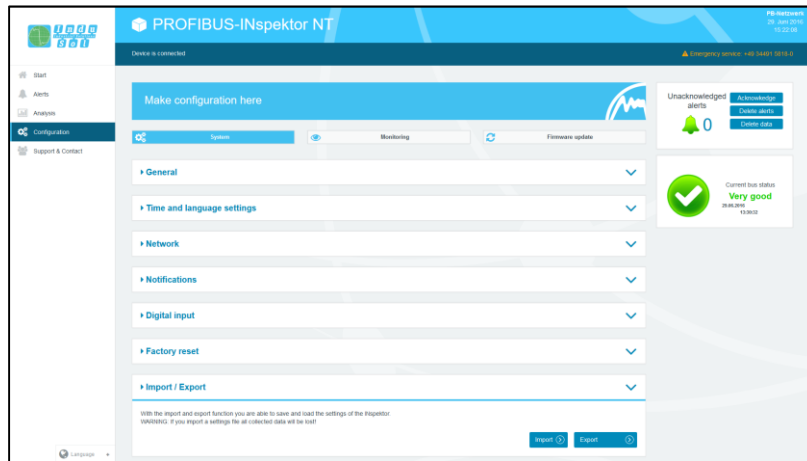 indu
Sol
PROFIBUS-INspektor NT
PB-Netzwerk
28. Juni 2016
15:22:06
Device is connected
Emergency service: +49 34491 5818-0
Start
Alerts
Analysis
Configuration
Support & Contact
Make configuration here
System
Monitoring
Firmware update
General
Time and language settings
Network
Notifications
Digital input
Factory reset
Import / Export
With the import and export function you are able to save and load the settings of the INspektor.
WARNING: If you import a settings file all collected data will be lost!
Import
Export
Unacknowledged
alerts
0
Acknowledge
Delete alerts
Delete data
Current bus status
Very good
Language